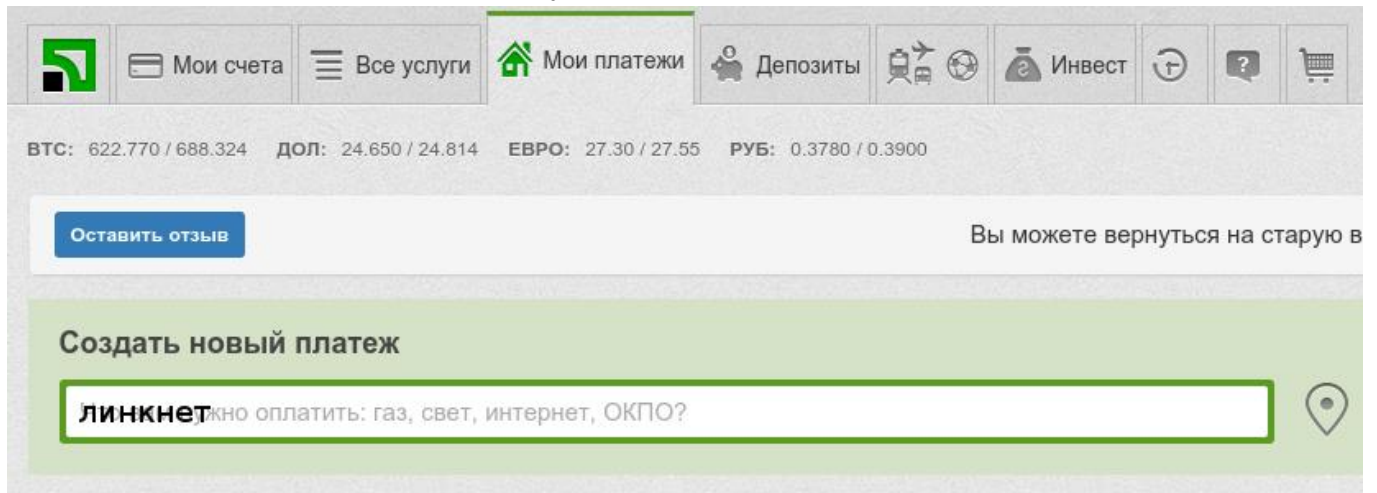 Мои счета Все услуги Мои платежи Депозиты Инвест
BTC: 622.770 / 688.324 ДОЛ: 24.650 / 24.814 ЕВРО: 27.30 / 27.55 РУБ: 0.3780 / 0.3900
Оставить отзыв Вы можете вернуться на старую в
Создать новый платеж
линкнет оплатить: газ, свет, интернет, ОКПО?